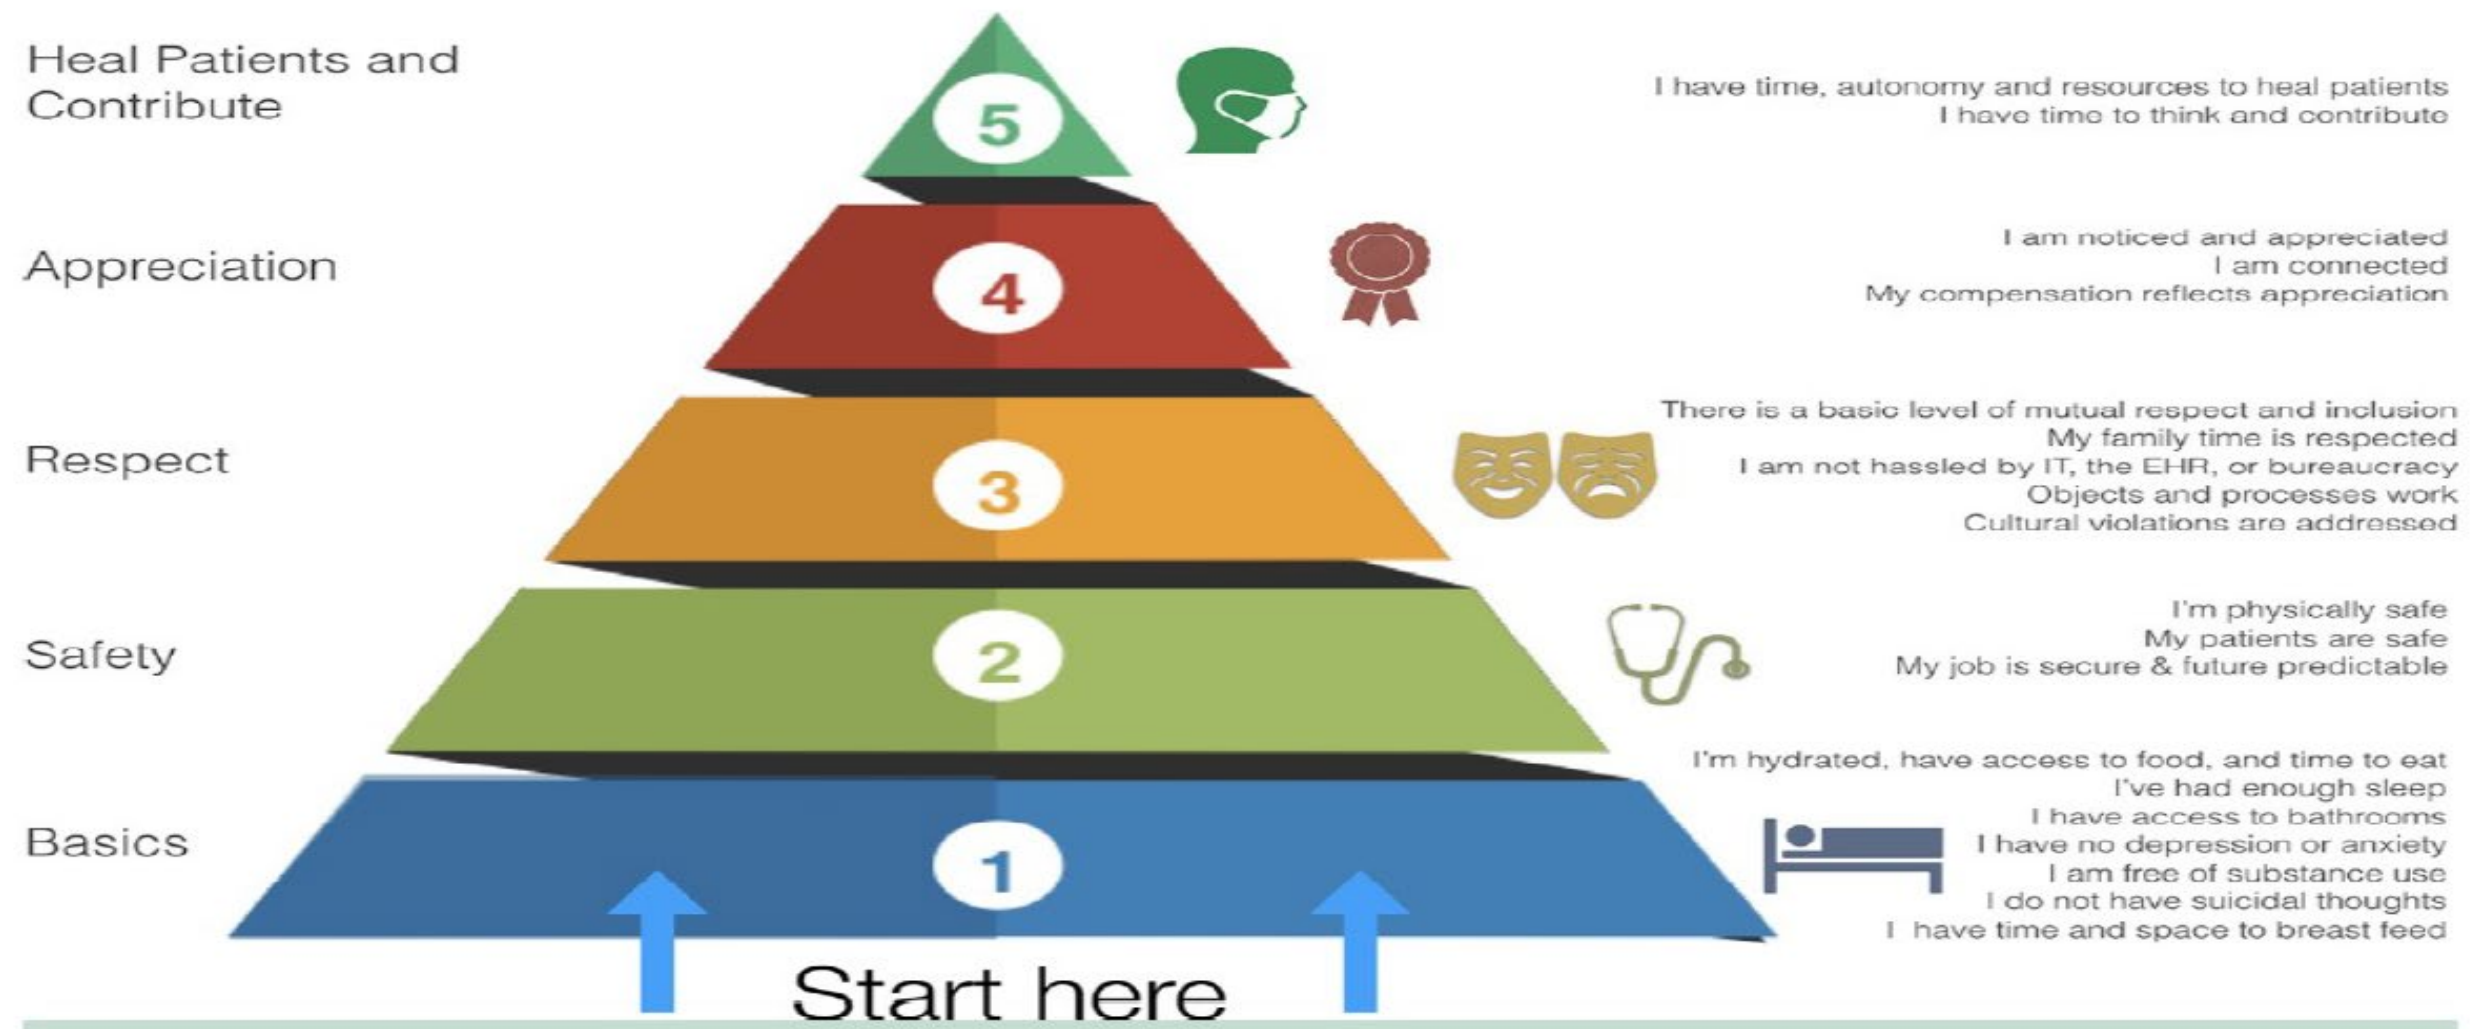 Heal Patients and
Contribute
5
I have time, autonomy and resources to heal patients
I have time to think and contribute
Appreciation
4
I am noticed and appreciated
I am connected
My compensation reflects appreciation
Respect
3
There is a basic level of mutual respect and inclusion
My family time is respected
I am not hassled by IT, the EHR, or bureaucracy
Objects and processes work
Cultural violations are addressed
Safety
2
I'm physically safe
My patients are safe
My job is secure & future predictable
Basics
1
I'm hydrated, have access to food, and time to eat
I've had enough sleep
I have access to bathrooms
I have no depression or anxiety
I am free of substance use
I do not have suicidal thoughts
I have time and space to breast feed
Start here